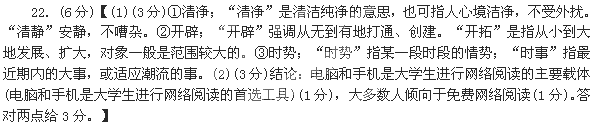 22. (6分)【(1)(3分)①清净；“清净”是清洁纯净的意思，也可指人心境洁净，不受外扰。
“清静”安静，不嘈杂。②开辟；“开辟”强调从无到有地打通、创建。“开拓”是指从小到大
地发展、扩大，对象一般是范围较大的。③时势；“时势”指某一段时段的情势；“时事”指最
近期内的大事，或适应潮流的事。(2)(3分)结论：电脑和手机是大学生进行网络阅读的主要载体
(电脑和手机是大学生进行网络阅读的首选工具)(1分)，大多数人倾向于免费网络阅读(1分)。答
对两点给3分。】